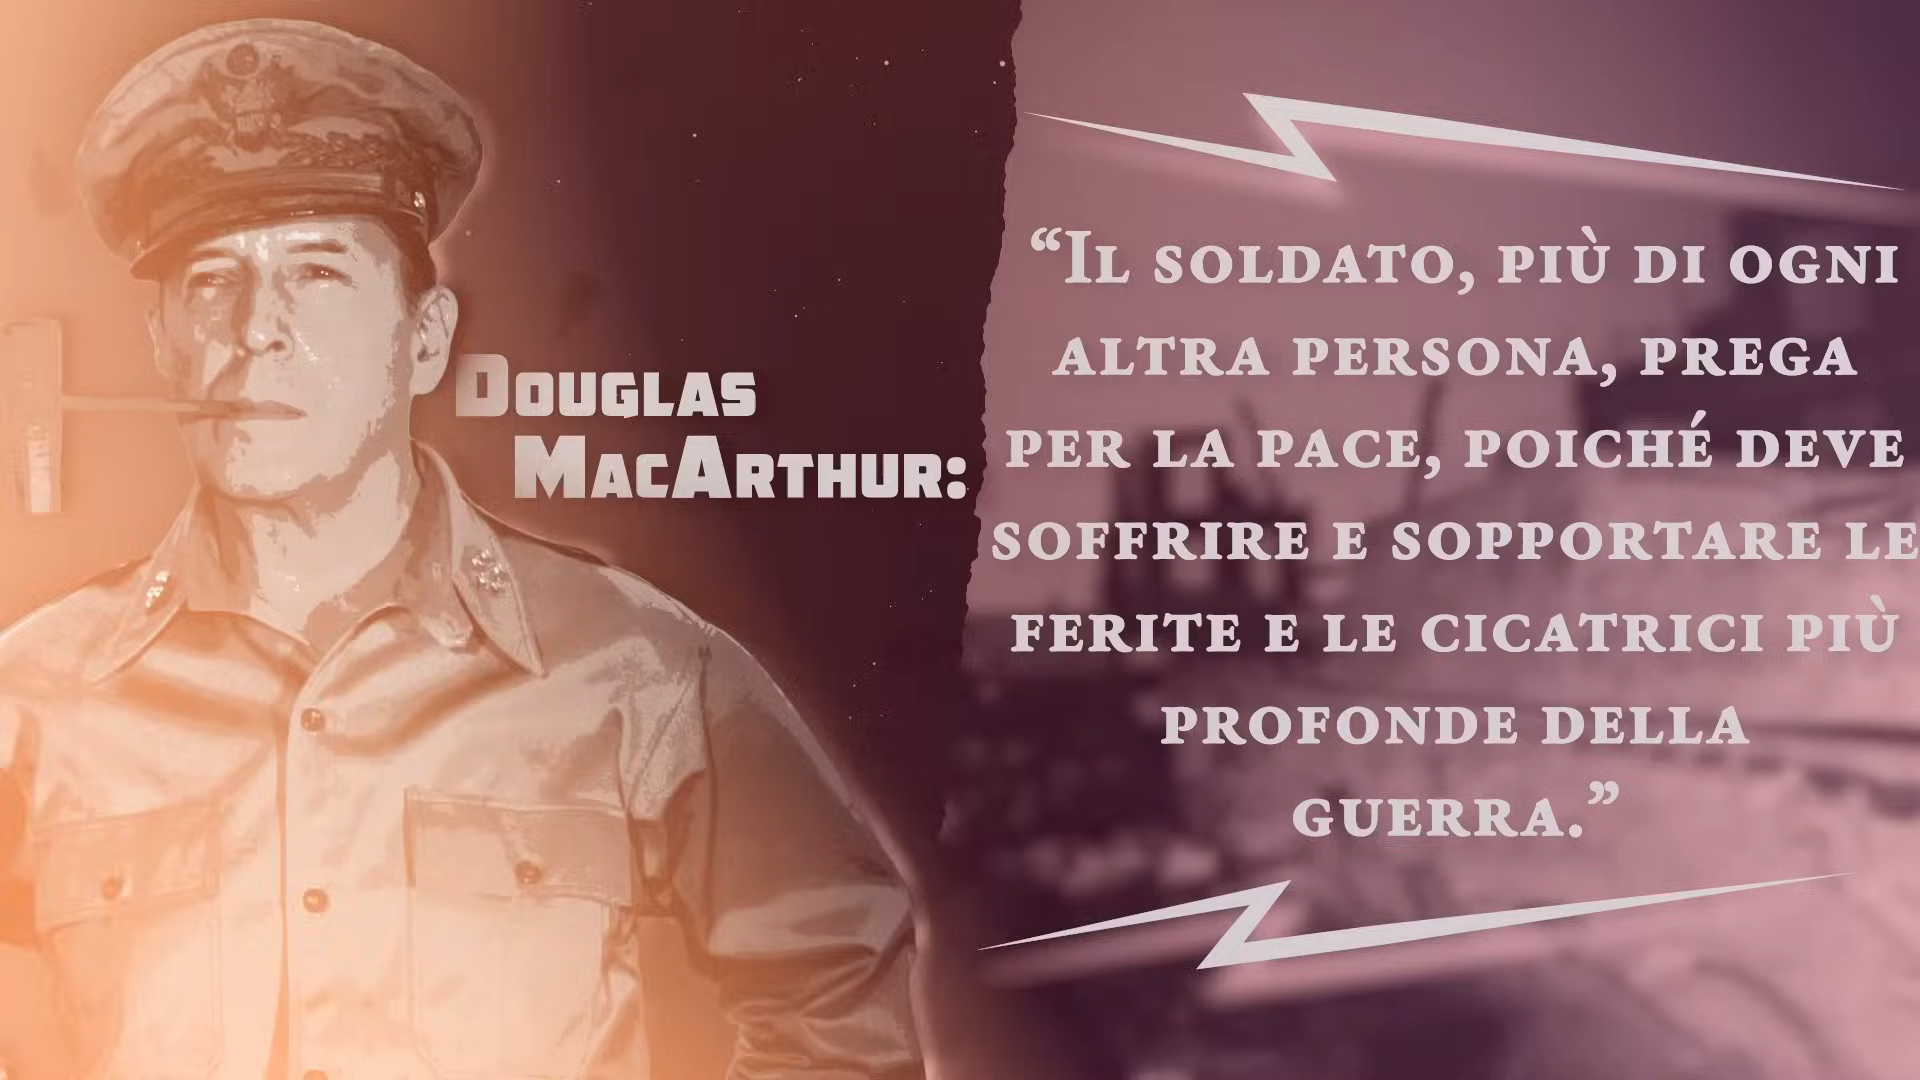 Douglas
MacArthur:
“Il soldato, più di ogni
altra persona, prega
per la pace, poiché deve
soffrire e sopportare le
ferite e le cicatrici più
profonde della
guerra.”